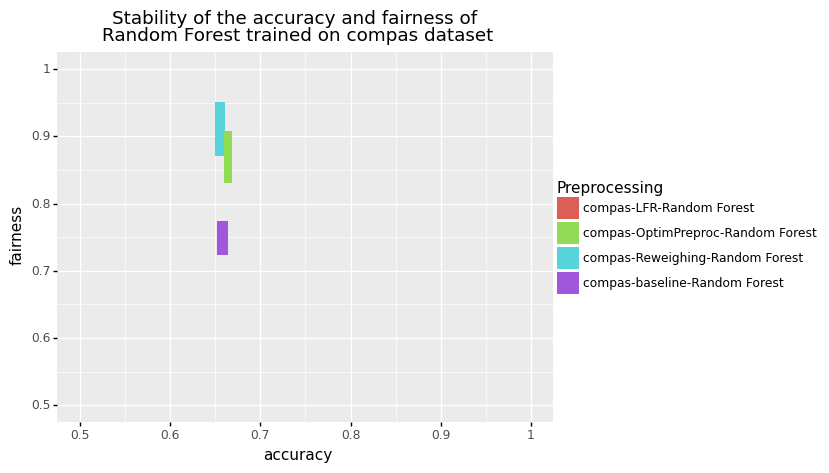 Stability of the accuracy and fairness of
Random Forest trained on compas dataset
1
0.9
0.8
0.7
0.6
0.5
fairness
0.5 0.6 0.7 0.8 0.9 1
accuracy
Preprocessing
compas-LFR-Random Forest
compas-OptimPreproc-Random Forest
compas-Reweighing-Random Forest
compas-baseline-Random Forest